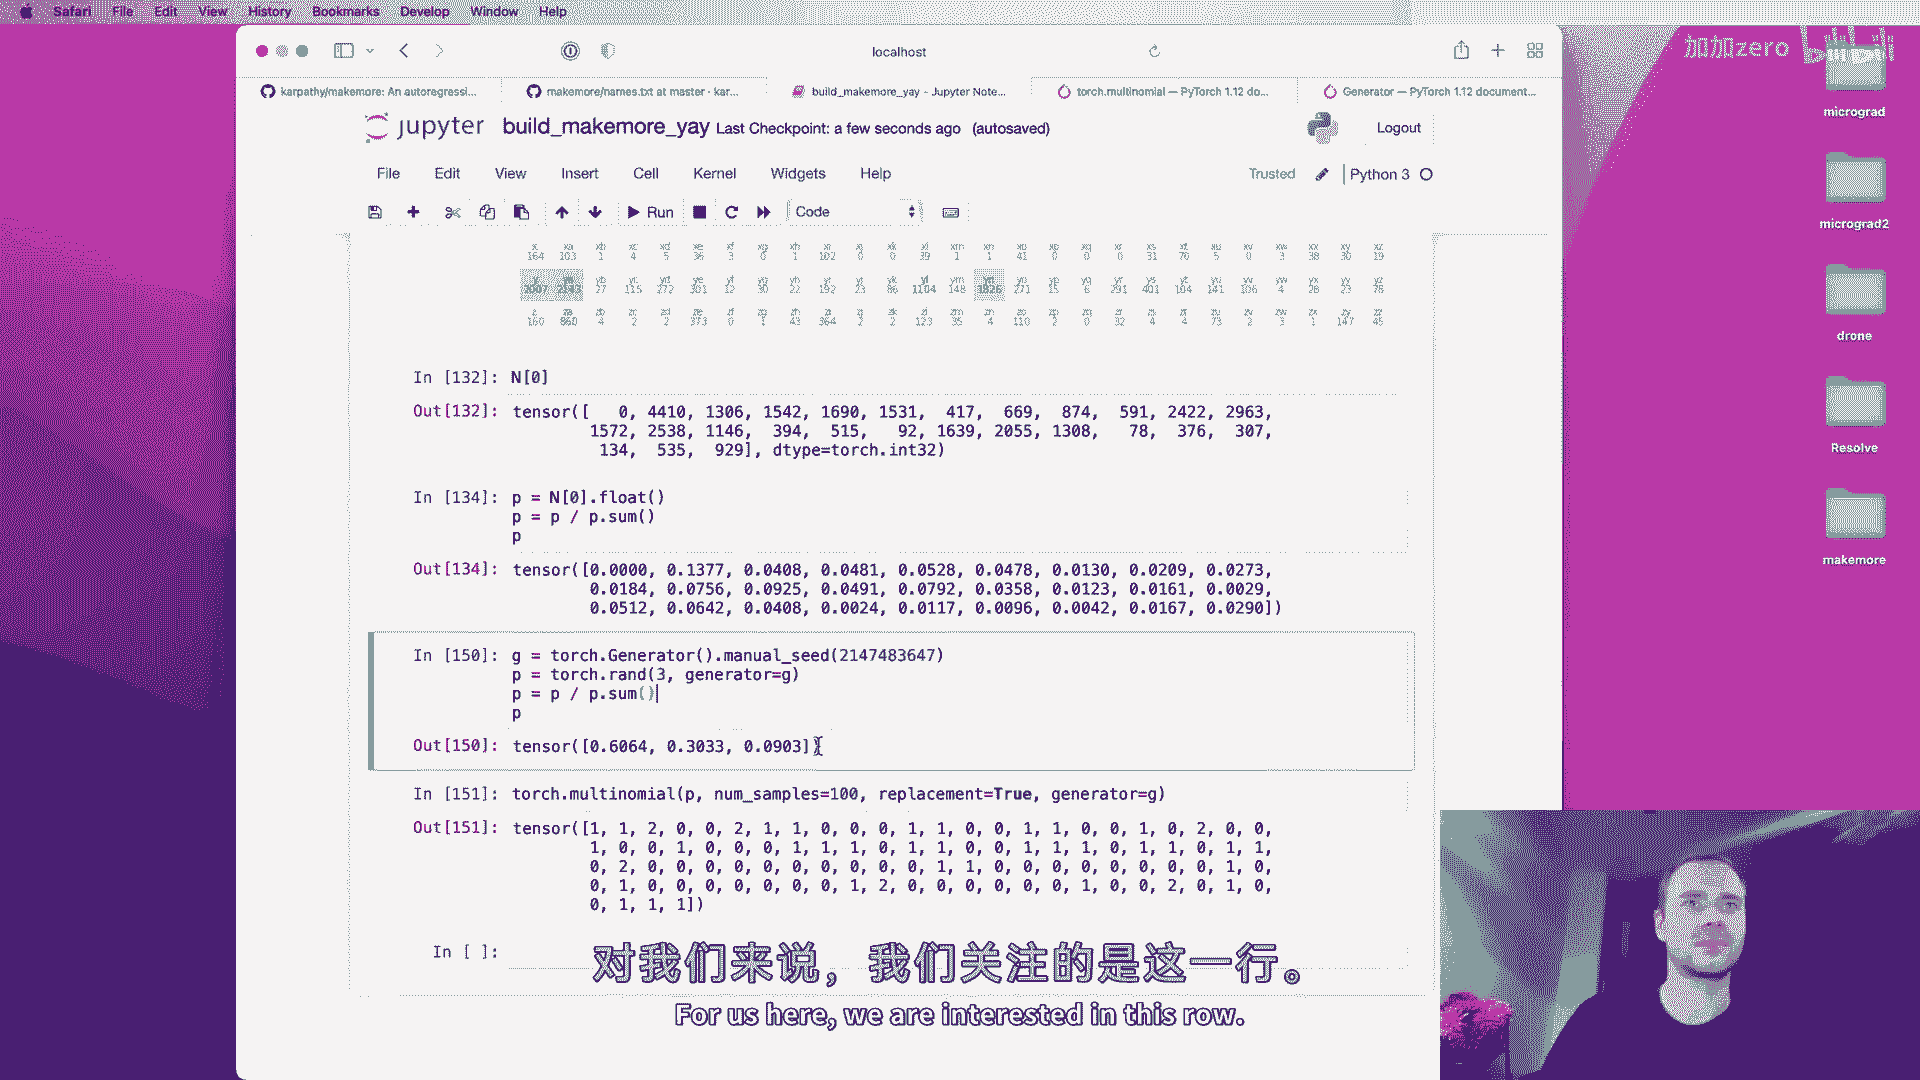 Safari File Edit View History Bookmarks Develop Window Help
加加zero bilibili
localhost
karpathy/makemore: An autoregressi...
makemore/names.txt at master · kar...
build_makemore_yay - Jupyter Note...
torch.multinomial — PyTorch 1.12 do...
Generator — PyTorch 1.12 document...
jupyter build_makemore_yay Last Checkpoint: a few seconds ago (autosaved)
Logout
File Edit View Insert Cell Kernel Widgets Help
Trusted Python 3
Run Code
micrograd
micrograd2
drone
Resolve
makemore
In [132]: N[0]
Out[132]: tensor([ 0, 4410, 1306, 1542, 1690, 1531, 417, 669, 874, 591, 2422, 2963,
1572, 2538, 1146, 394, 515, 92, 1639, 2055, 1308, 78, 376, 307,
134, 535, 929], dtype=torch.int32)
In [134]: p = N[0].float()
p = p / p.sum()
p
Out[134]: tensor([0.0000, 0.1377, 0.0408, 0.0481, 0.0528, 0.0478, 0.0130, 0.0209, 0.0273,
0.0184, 0.0756, 0.0925, 0.0491, 0.0792, 0.0358, 0.0123, 0.0161, 0.0029,
0.0512, 0.0642, 0.0408, 0.0024, 0.0117, 0.0096, 0.0042, 0.0167, 0.0290])
In [150]: g = torch.Generator().manual_seed(2147483647)
p = torch.rand(3, generator=g)
p = p / p.sum()
p
Out[150]: tensor([0.6064, 0.3033, 0.0903])
In [151]: torch.multinomial(p, num_samples=100, replacement=True, generator=g)
Out[151]: tensor([1, 1, 2, 0, 0, 2, 1, 1, 0, 0, 0, 1, 1, 0, 0, 1, 1, 0, 0, 1, 0, 2, 0, 0,
1, 0, 0, 1, 0, 0, 0, 1, 1, 1, 0, 1, 1, 0, 0, 1, 1, 1, 0, 1, 1, 0, 1, 1,
0, 2, 0, 0, 0, 0, 0, 0, 0, 0, 0, 1, 1, 0, 0, 0, 0, 0, 0, 0, 0, 0, 1, 0,
0, 1, 0, 0, 0, 0, 0, 0, 0, 1, 2, 0, 0, 0, 0, 0, 0, 1, 0, 0, 2, 0, 1, 0,
0, 1, 1, 1])
In [ ]:
对我们来说，我们关注的是这一行。
For us here, we are interested in this row.